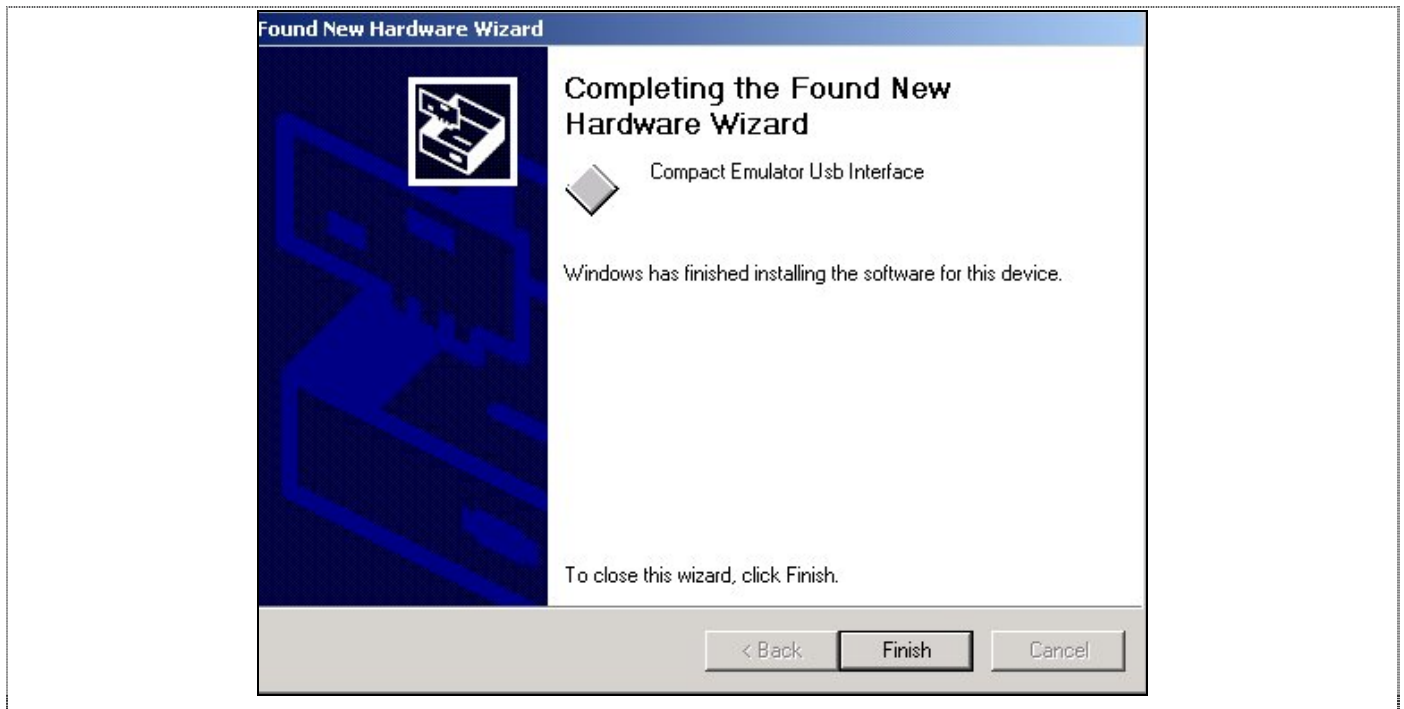 Found New Hardware Wizard
Completing the Found New
Hardware Wizard
Compact Emulator Usb Interface
Windows has finished installing the software for this device.
To close this wizard, click Finish.
< Back
Finish
Cancel